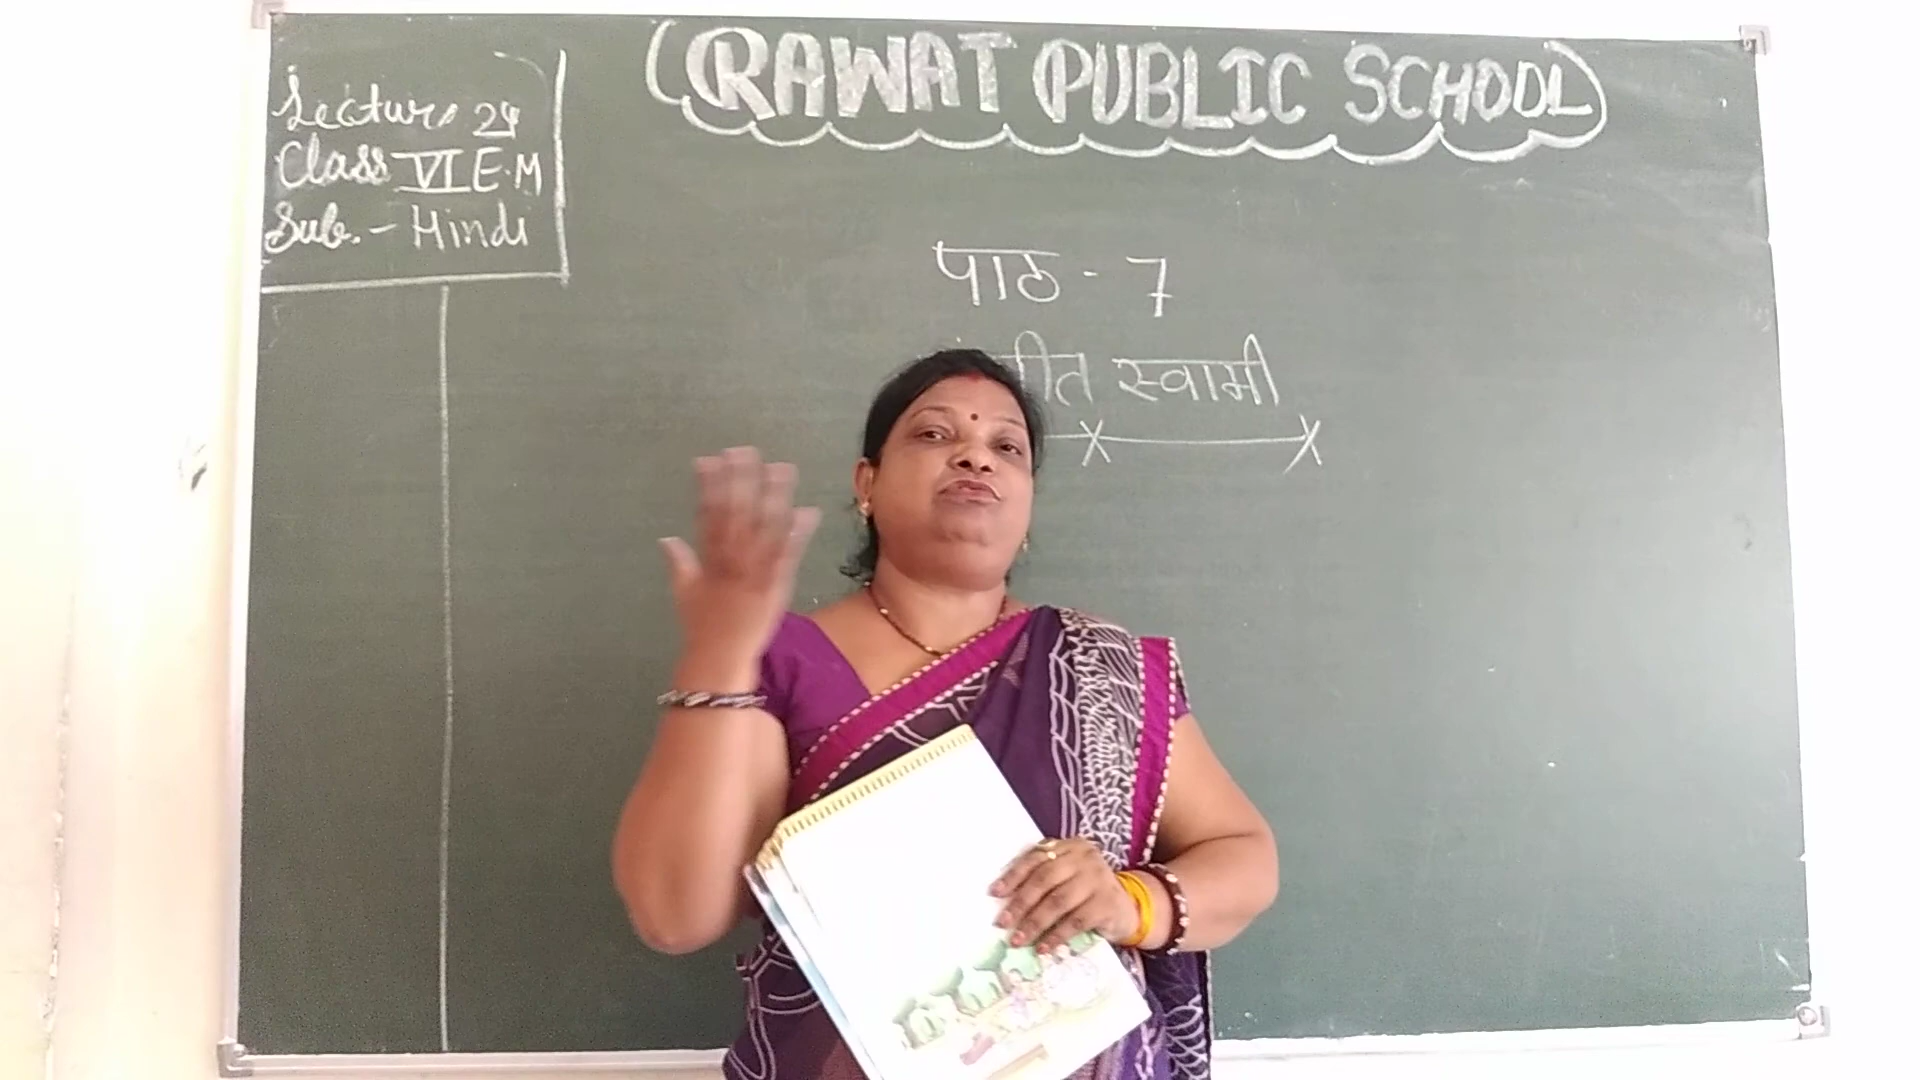 RAWAT PUBLIC SCHOOL
Lecture 24
Class VI E.M
Sub. - Hindi
पाठ - 7
स्वामी